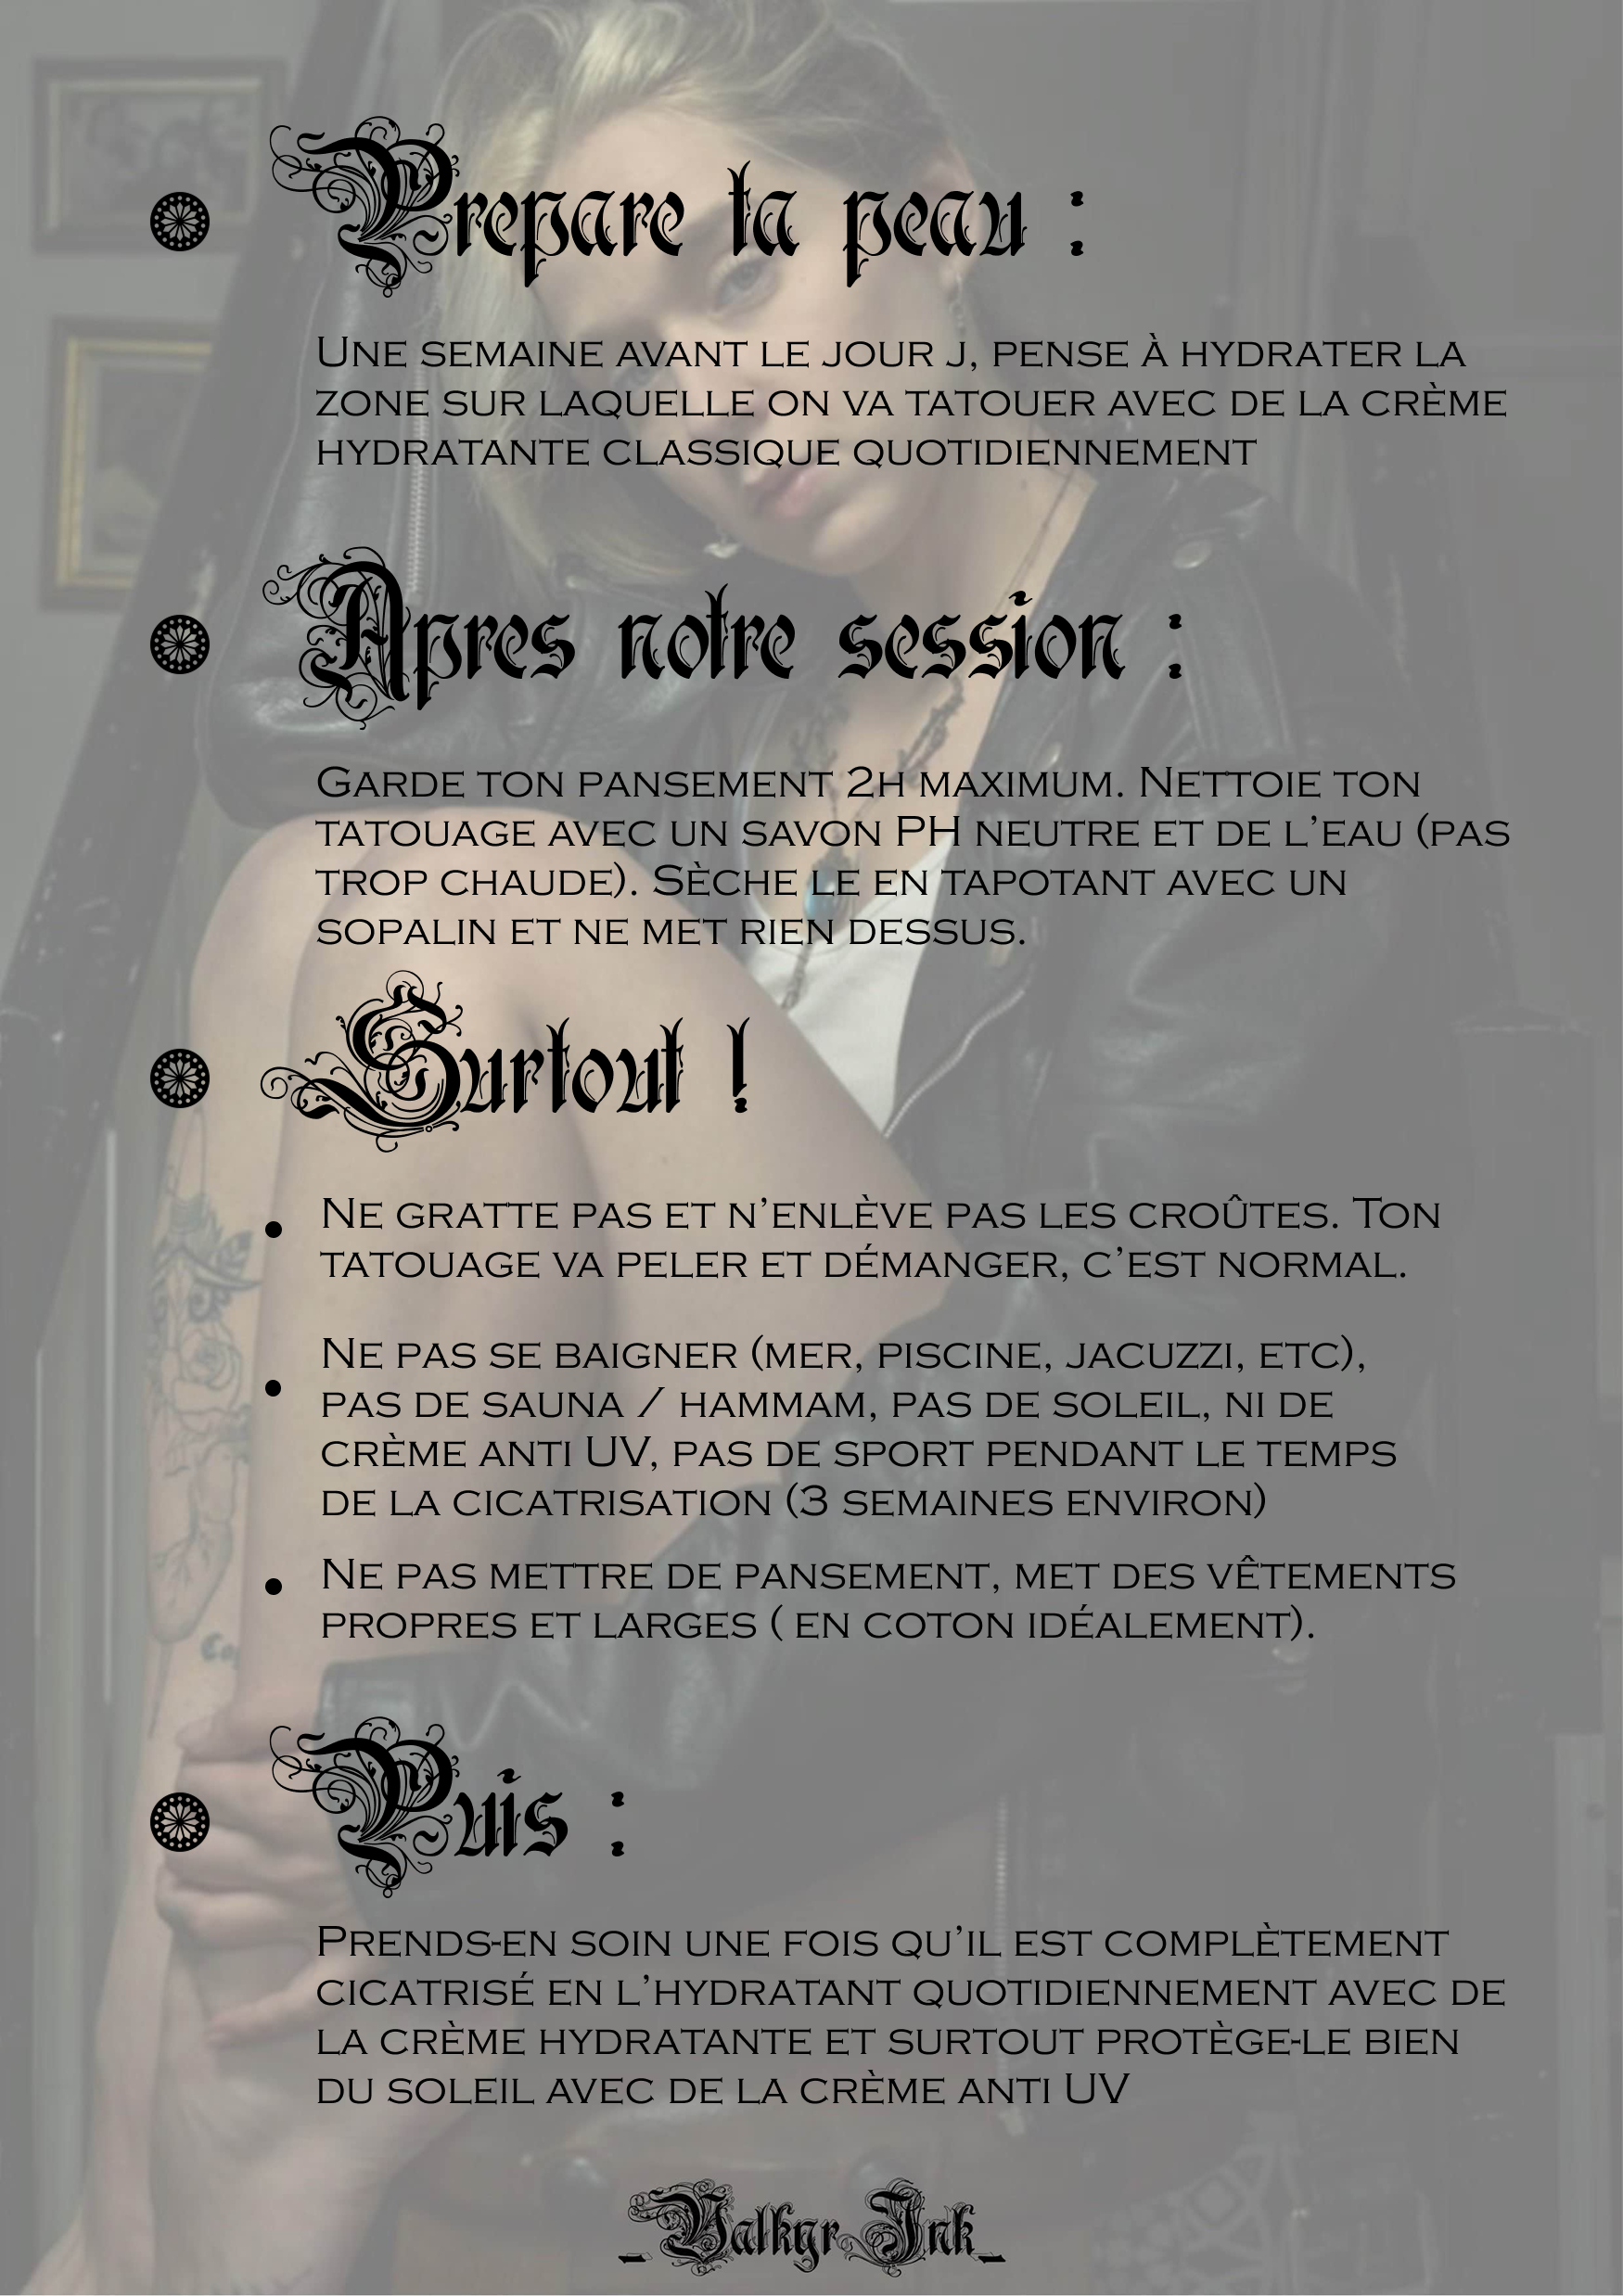 Prepare ta peau :
Une semaine avant le jour J, pense à hydrater la
zone sur laquelle on va tatouer avec de la crème
hydratante classique quotidiennement
Apres notre session :
Garde ton pansement 2h maximum. Nettoie ton
tatouage avec un savon PH neutre et de l’eau (pas
trop chaude). Sèche le en tapotant avec un
sopalin et ne met rien dessus.
Surtout !
• Ne gratte pas et n’enlève pas les croûtes. Ton
tatouage va peler et démanger, c’est normal.
• Ne pas se baigner (mer, piscine, jacuzzi, etc),
pas de sauna / hammam, pas de soleil, ni de
crème anti UV, pas de sport pendant le temps
de la cicatrisation (3 semaines environ)
• Ne pas mettre de pansement, met des vêtements
propres et larges ( en coton idéalement).
Puis :
Prends-en soin une fois qu’il est complètement
cicatrisé en l’hydratant quotidiennement avec de
la crème hydratante et surtout protège-le bien
du soleil avec de la crème anti UV
_Valkyr Ink_